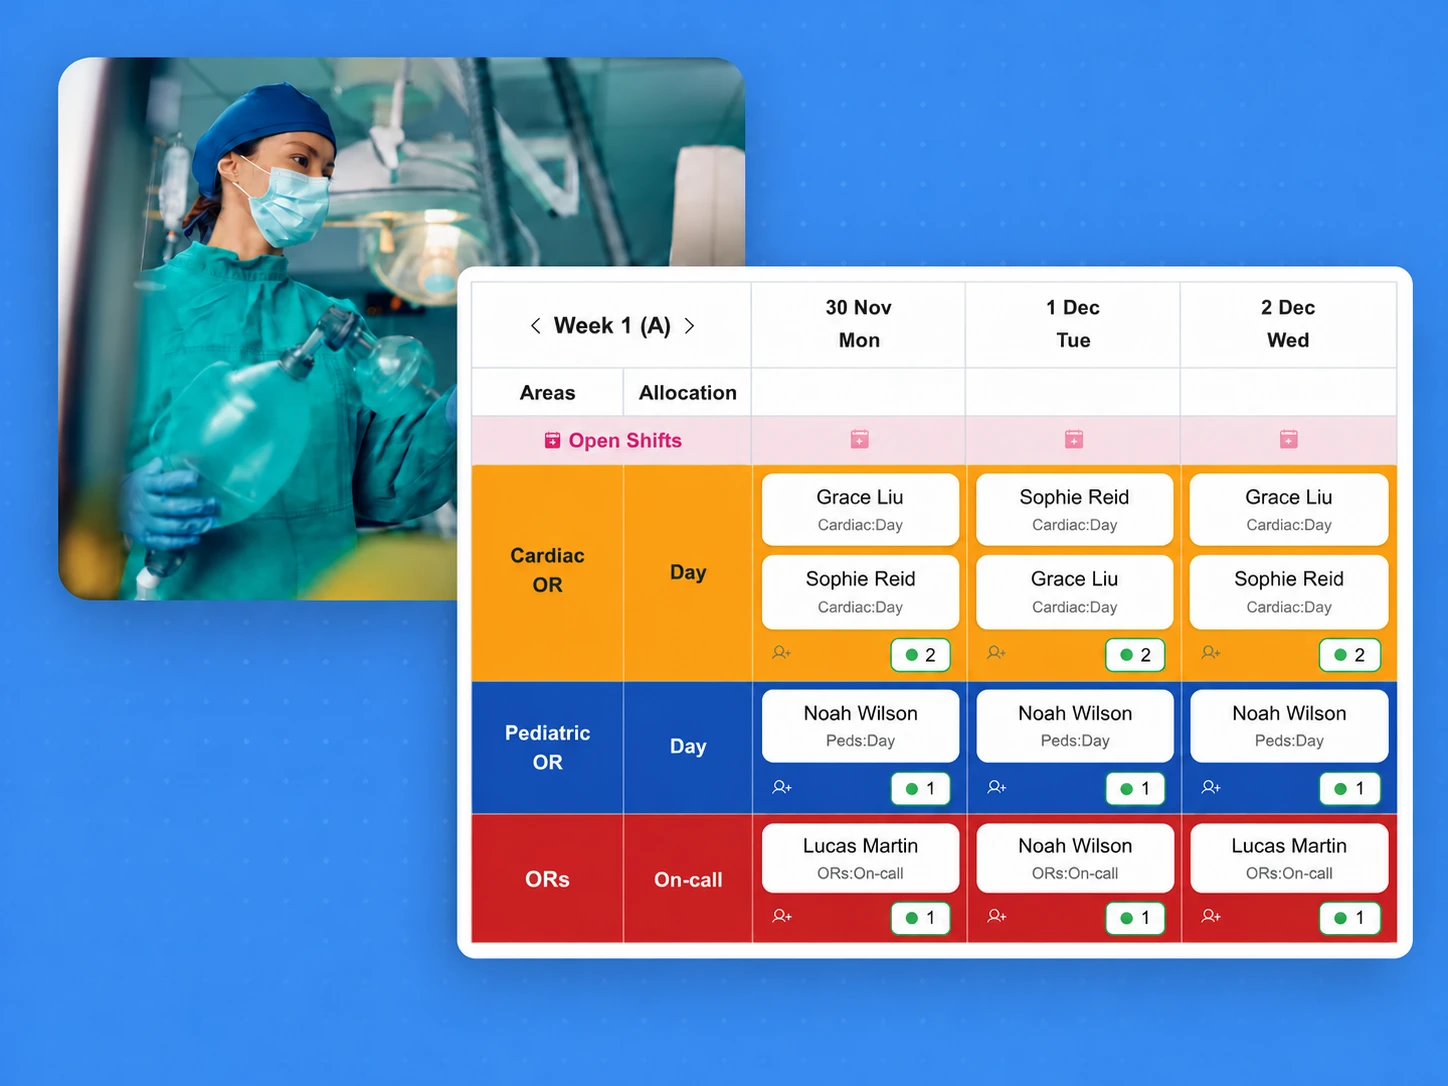 Week 1 (A)
30 Nov
Mon
1 Dec
Tue
2 Dec
Wed
Areas
Allocation
Open Shifts
Cardiac
OR
Day
Grace Liu
Cardiac:Day
Sophie Reid
Cardiac:Day
2
Sophie Reid
Cardiac:Day
Grace Liu
Cardiac:Day
2
Grace Liu
Cardiac:Day
Sophie Reid
Cardiac:Day
2
Pediatric
OR
Day
Noah Wilson
Peds:Day
1
Noah Wilson
Peds:Day
1
Noah Wilson
Peds:Day
1
ORs
On-call
Lucas Martin
ORs:On-call
1
Noah Wilson
ORs:On-call
1
Lucas Martin
ORs:On-call
1